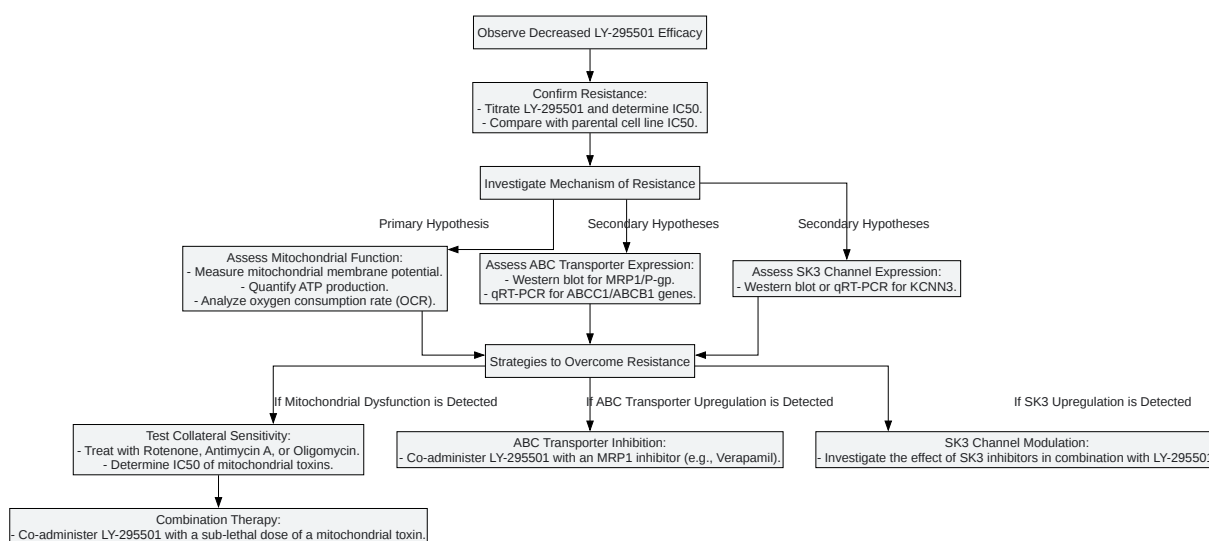 Observe Decreased LY-295501 Efficacy
Confirm Resistance:
- Titrate LY-295501 and determine IC50.
- Compare with parental cell line IC50.
Investigate Mechanism of Resistance
Primary Hypothesis
Secondary Hypotheses
Secondary Hypotheses
Assess Mitochondrial Function:
- Measure mitochondrial membrane potential.
- Quantify ATP production.
- Analyze oxygen consumption rate (OCR).
Assess ABC Transporter Expression:
- Western blot for MRP1/P-gp.
- qRT-PCR for ABCC1/ABCB1 genes.
Assess SK3 Channel Expression:
- Western blot or qRT-PCR for KCNN3.
Strategies to Overcome Resistance
If Mitochondrial Dysfunction is Detected
If ABC Transporter Upregulation is Detected
If SK3 Upregulation is Detected
Test Collateral Sensitivity:
- Treat with Rotenone, Antimycin A, or Oligomycin.
- Determine IC50 of mitochondrial toxins.
ABC Transporter Inhibition:
- Co-administer LY-295501 with an MRP1 inhibitor (e.g., Verapamil).
SK3 Channel Modulation:
- Investigate the effect of SK3 inhibitors in combination with LY-295501
Combination Therapy:
- Co-administer LY-295501 with a sub-lethal dose of a mitochondrial toxin.